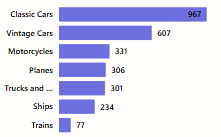 Classic Cars 967
Vintage Cars 607
Motorcycles 331
Planes 306
Trucks and ... 301
Ships 234
Trains 77